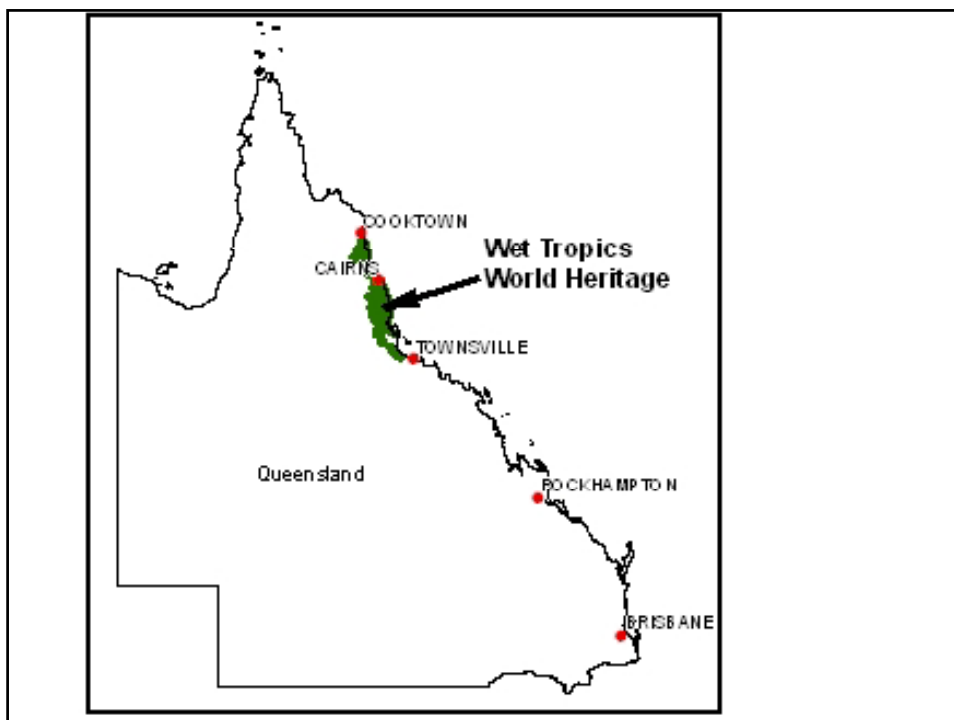 COOKTOWN
Wet Tropics
World Heritage
CAIRNS
TOWNSVILLE
Queensland
ROCKHAMPTON
BRISBANE